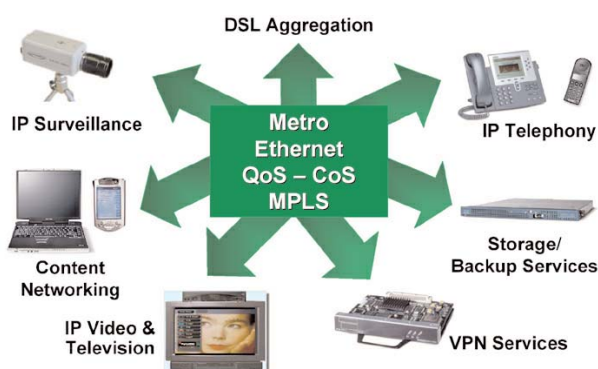 DSL Aggregation
IP Surveillance
IP Telephony
Metro
Ethernet
QoS – CoS
MPLS
Content
Networking
Storage/
Backup Services
IP Video &
Television
VPN Services